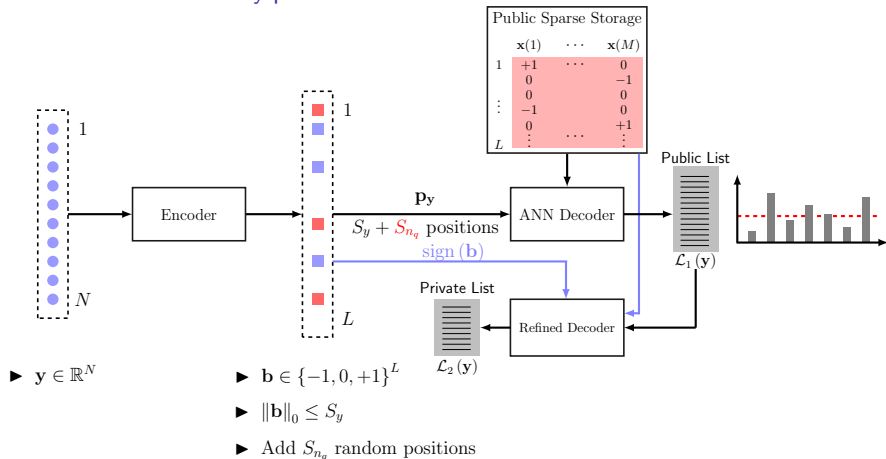 Public Sparse Storage
x(1) ··· x(M)
1 +1 ··· 0
0 −1
0 0
⋮ −1 0
0 +1
L ⋮ ··· ⋮
1
1
Public List
p_y
Encoder
ANN Decoder
S_y + S_{n_q} positions
sign (b)
L_1 (y)
Private List
N
L
Refined Decoder
L_2 (y)
▶ y ∈ ℝ^N
▶ b ∈ {−1, 0, +1}^L
▶ ‖b‖_0 ≤ S_y
▶ Add S_{n_q} random positions